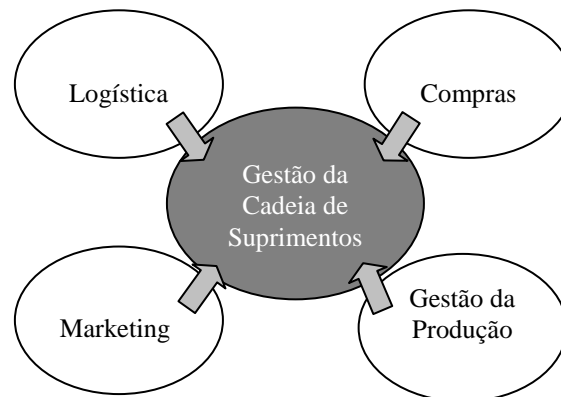 Logística
Compras
Gestão da
Cadeia de
Suprimentos
Marketing
Gestão da
Produção